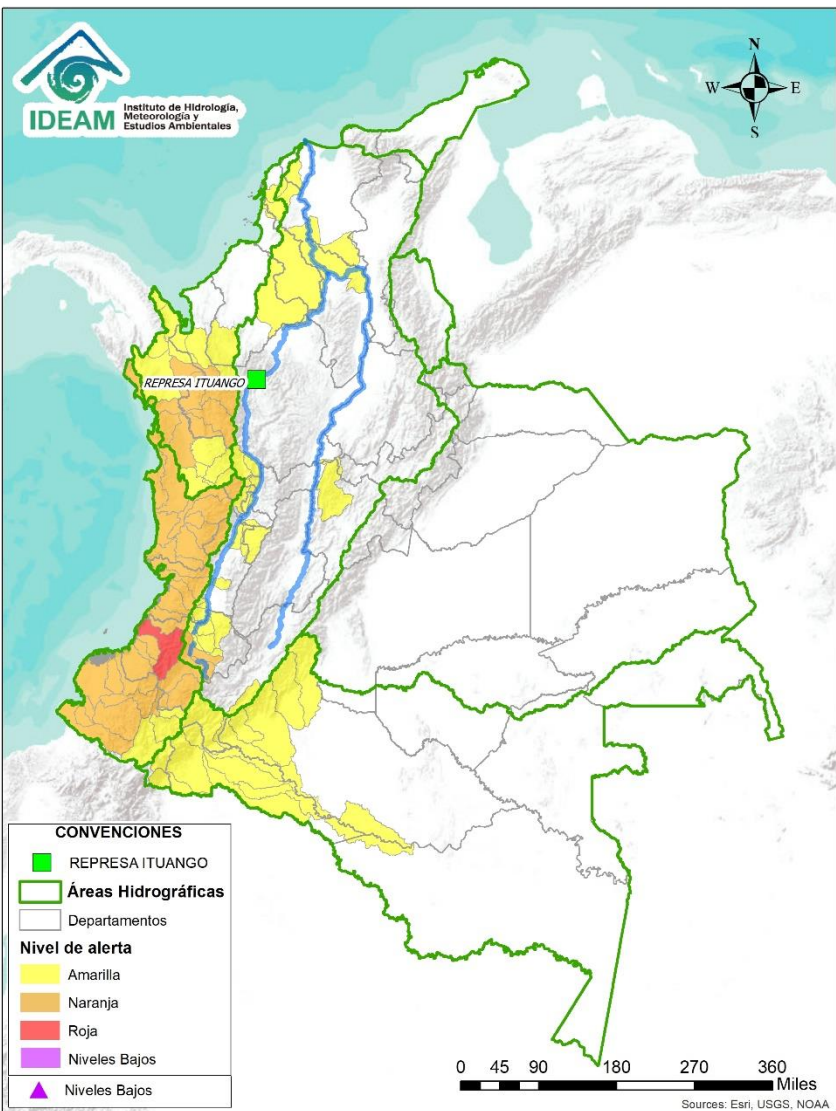 IDEAM
Instituto de Hidrología,
Meteorología y
Estudios Ambientales
N
W
E
S
REPRESA ITUANGO
CONVENCIONES
REPRESA ITUANGO
Áreas Hidrográficas
Departamentos
Nivel de alerta
Amarilla
Naranja
Roja
Niveles Bajos
Niveles Bajos
0 45 90 180 270 360
Miles
Sources: Esri, USGS, NOAA